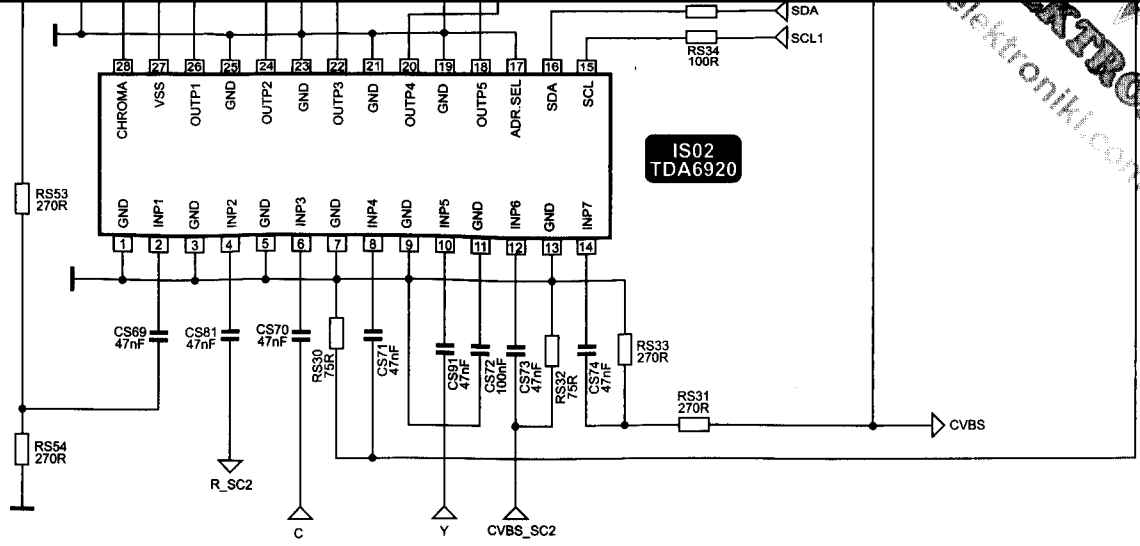 SDA
SCL1
RS34
100R
EKTRO
elektroniki.com
28 27 26 25 24 23 22 21 20 19 18 17 16 15
CHROMA VSS OUTP1 GND OUTP2 GND OUTP3 GND OUTP4 GND OUTP5 ADR.SEL SDA SCL
IS02
TDA6920
RS53
270R
GND INP1 GND INP2 GND INP3 GND INP4 GND INP5 GND INP6 GND INP7
1 2 3 4 5 6 7 8 9 10 11 12 13 14
CS69
47nF
CS81
47nF
CS70
47nF
RS30
75R
CS71
47nF
CS91
47nF
CS72
100nF
CS73
47nF
RS32
75R
CS74
47nF
RS33
270R
RS31
270R
CVBS
RS54
270R
R_SC2
C
Y
CVBS_SC2